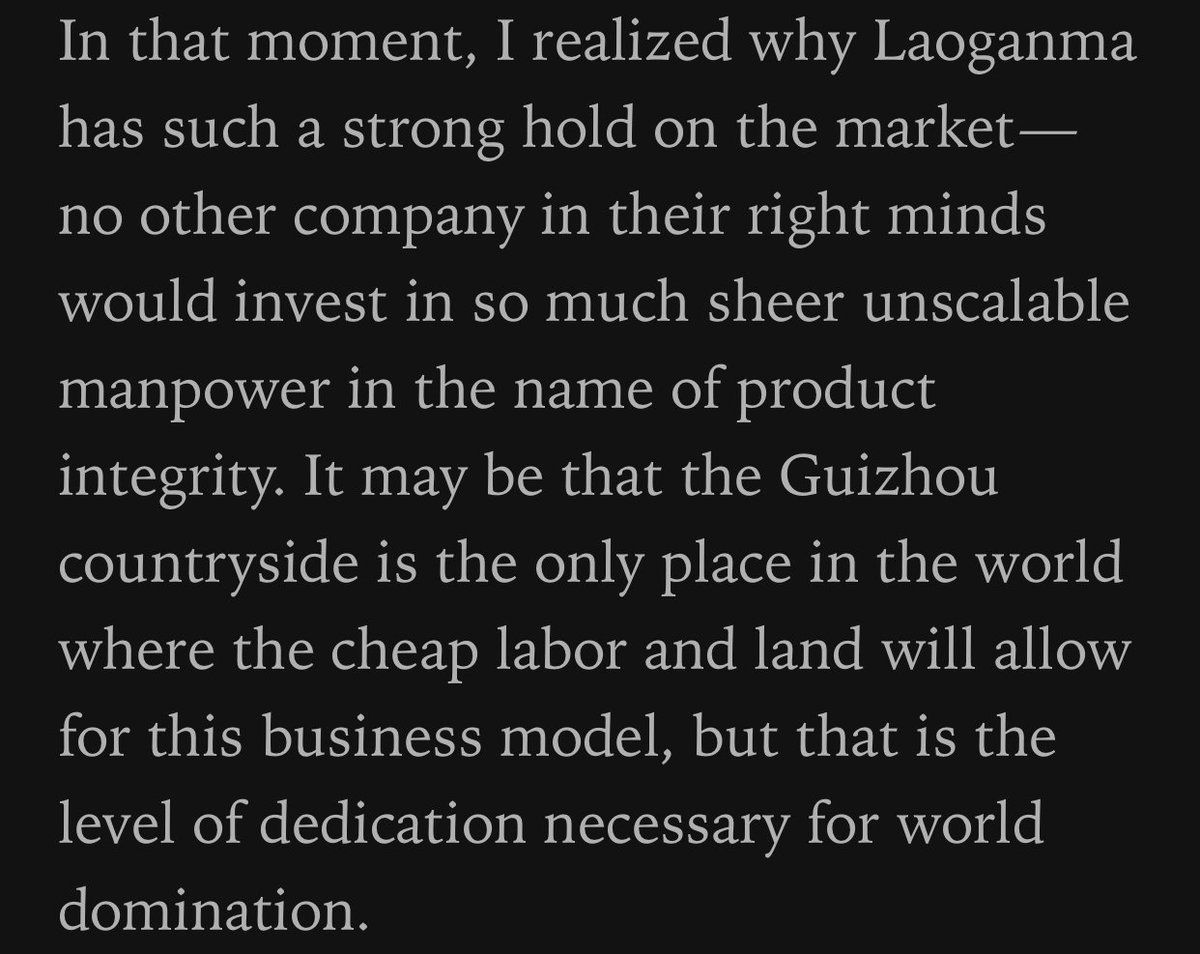 In that moment, I realized why Laoganma
has such a strong hold on the market—
no other company in their right minds
would invest in so much sheer unscalable
manpower in the name of product
integrity. It may be that the Guizhou
countryside is the only place in the world
where the cheap labor and land will allow
for this business model, but that is the
level of dedication necessary for world
domination.